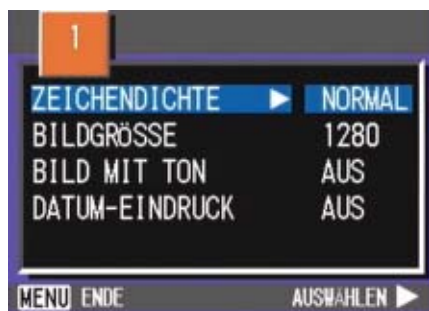 1
ZEICHENDICHTE ▶ NORMAL
BILDGRÖSSE 1280
BILD MIT TON AUS
DATUM-EINDRUCK AUS
MENU ENDE AUSWÄHLEN ▶